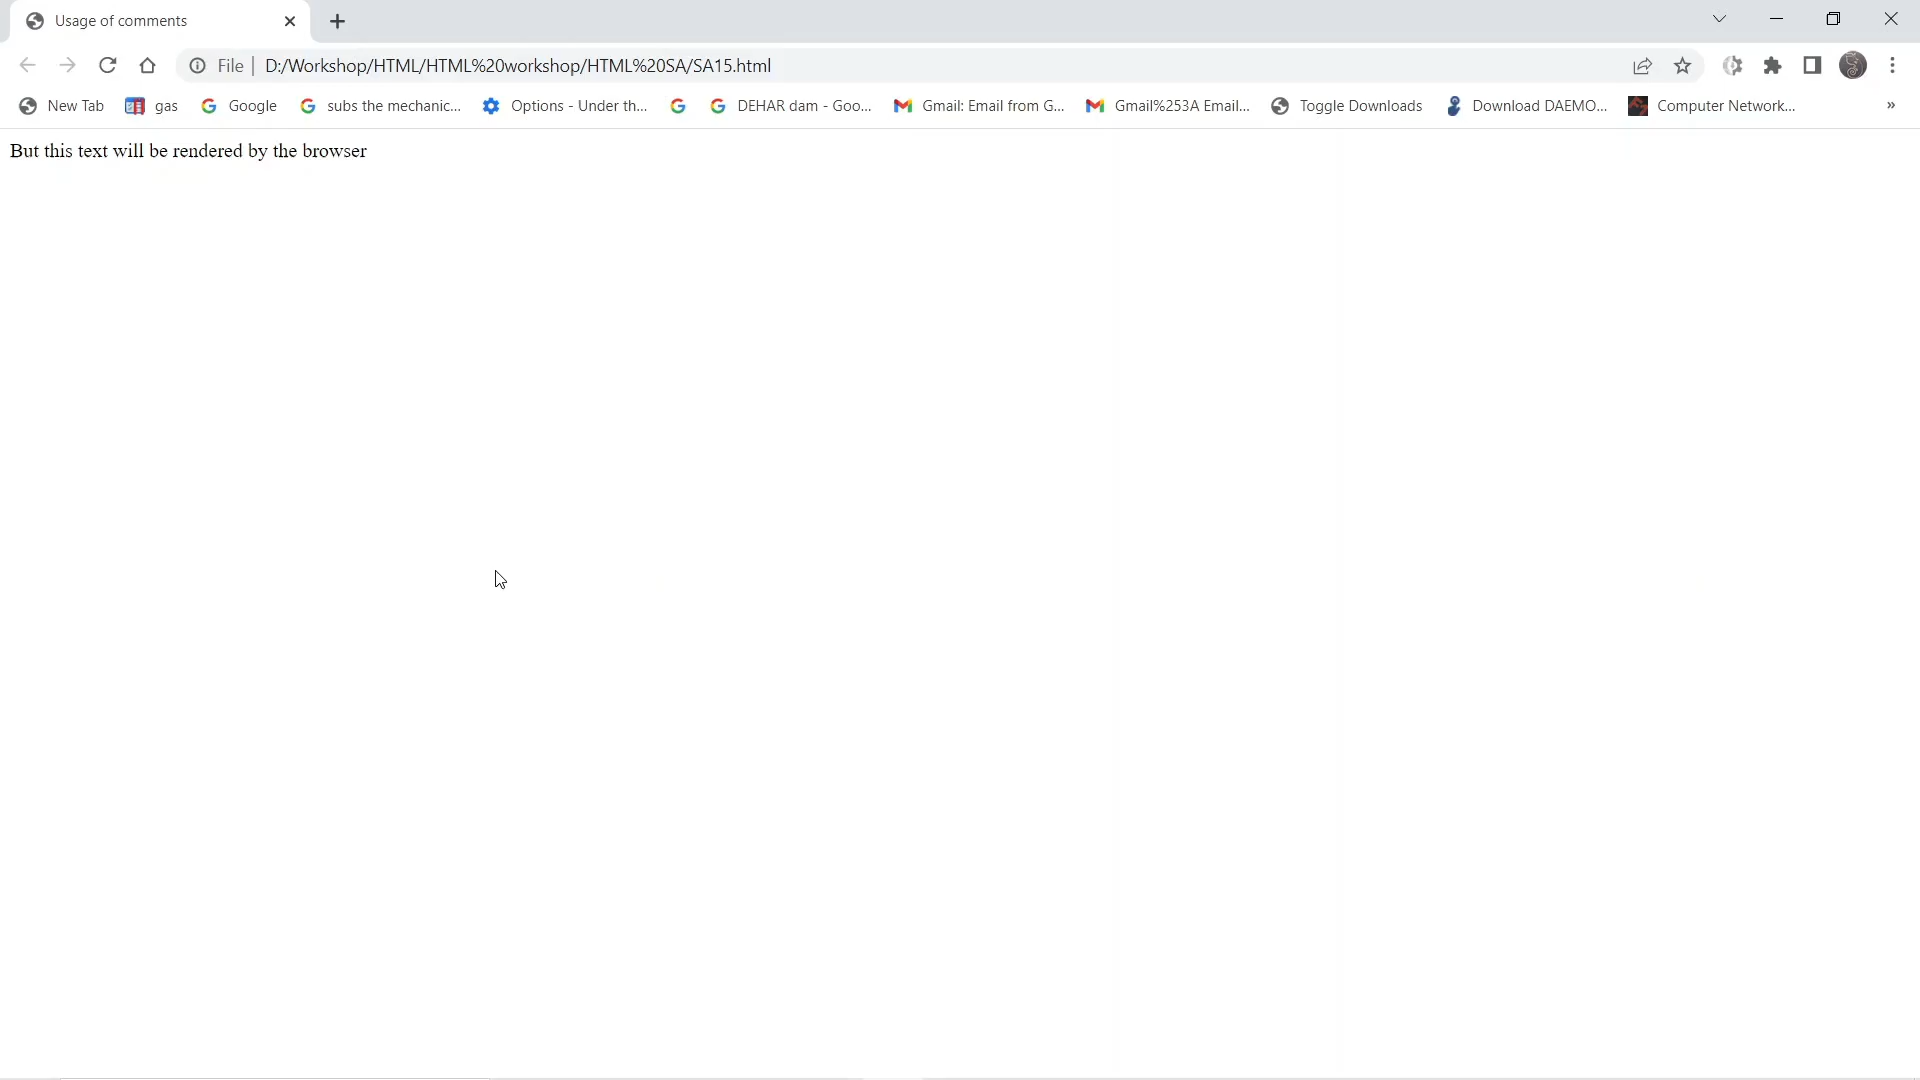 Usage of comments
File
D:/Workshop/HTML/HTML%20workshop/HTML%20SA/SA15.html
New Tab
gas
Google
subs the mechanic...
Options - Under th...
DEHAR dam - Goo...
Gmail: Email from G...
Gmail%253A Email...
Toggle Downloads
Download DAEMO...
Computer Network...
»
But this text will be rendered by the browser